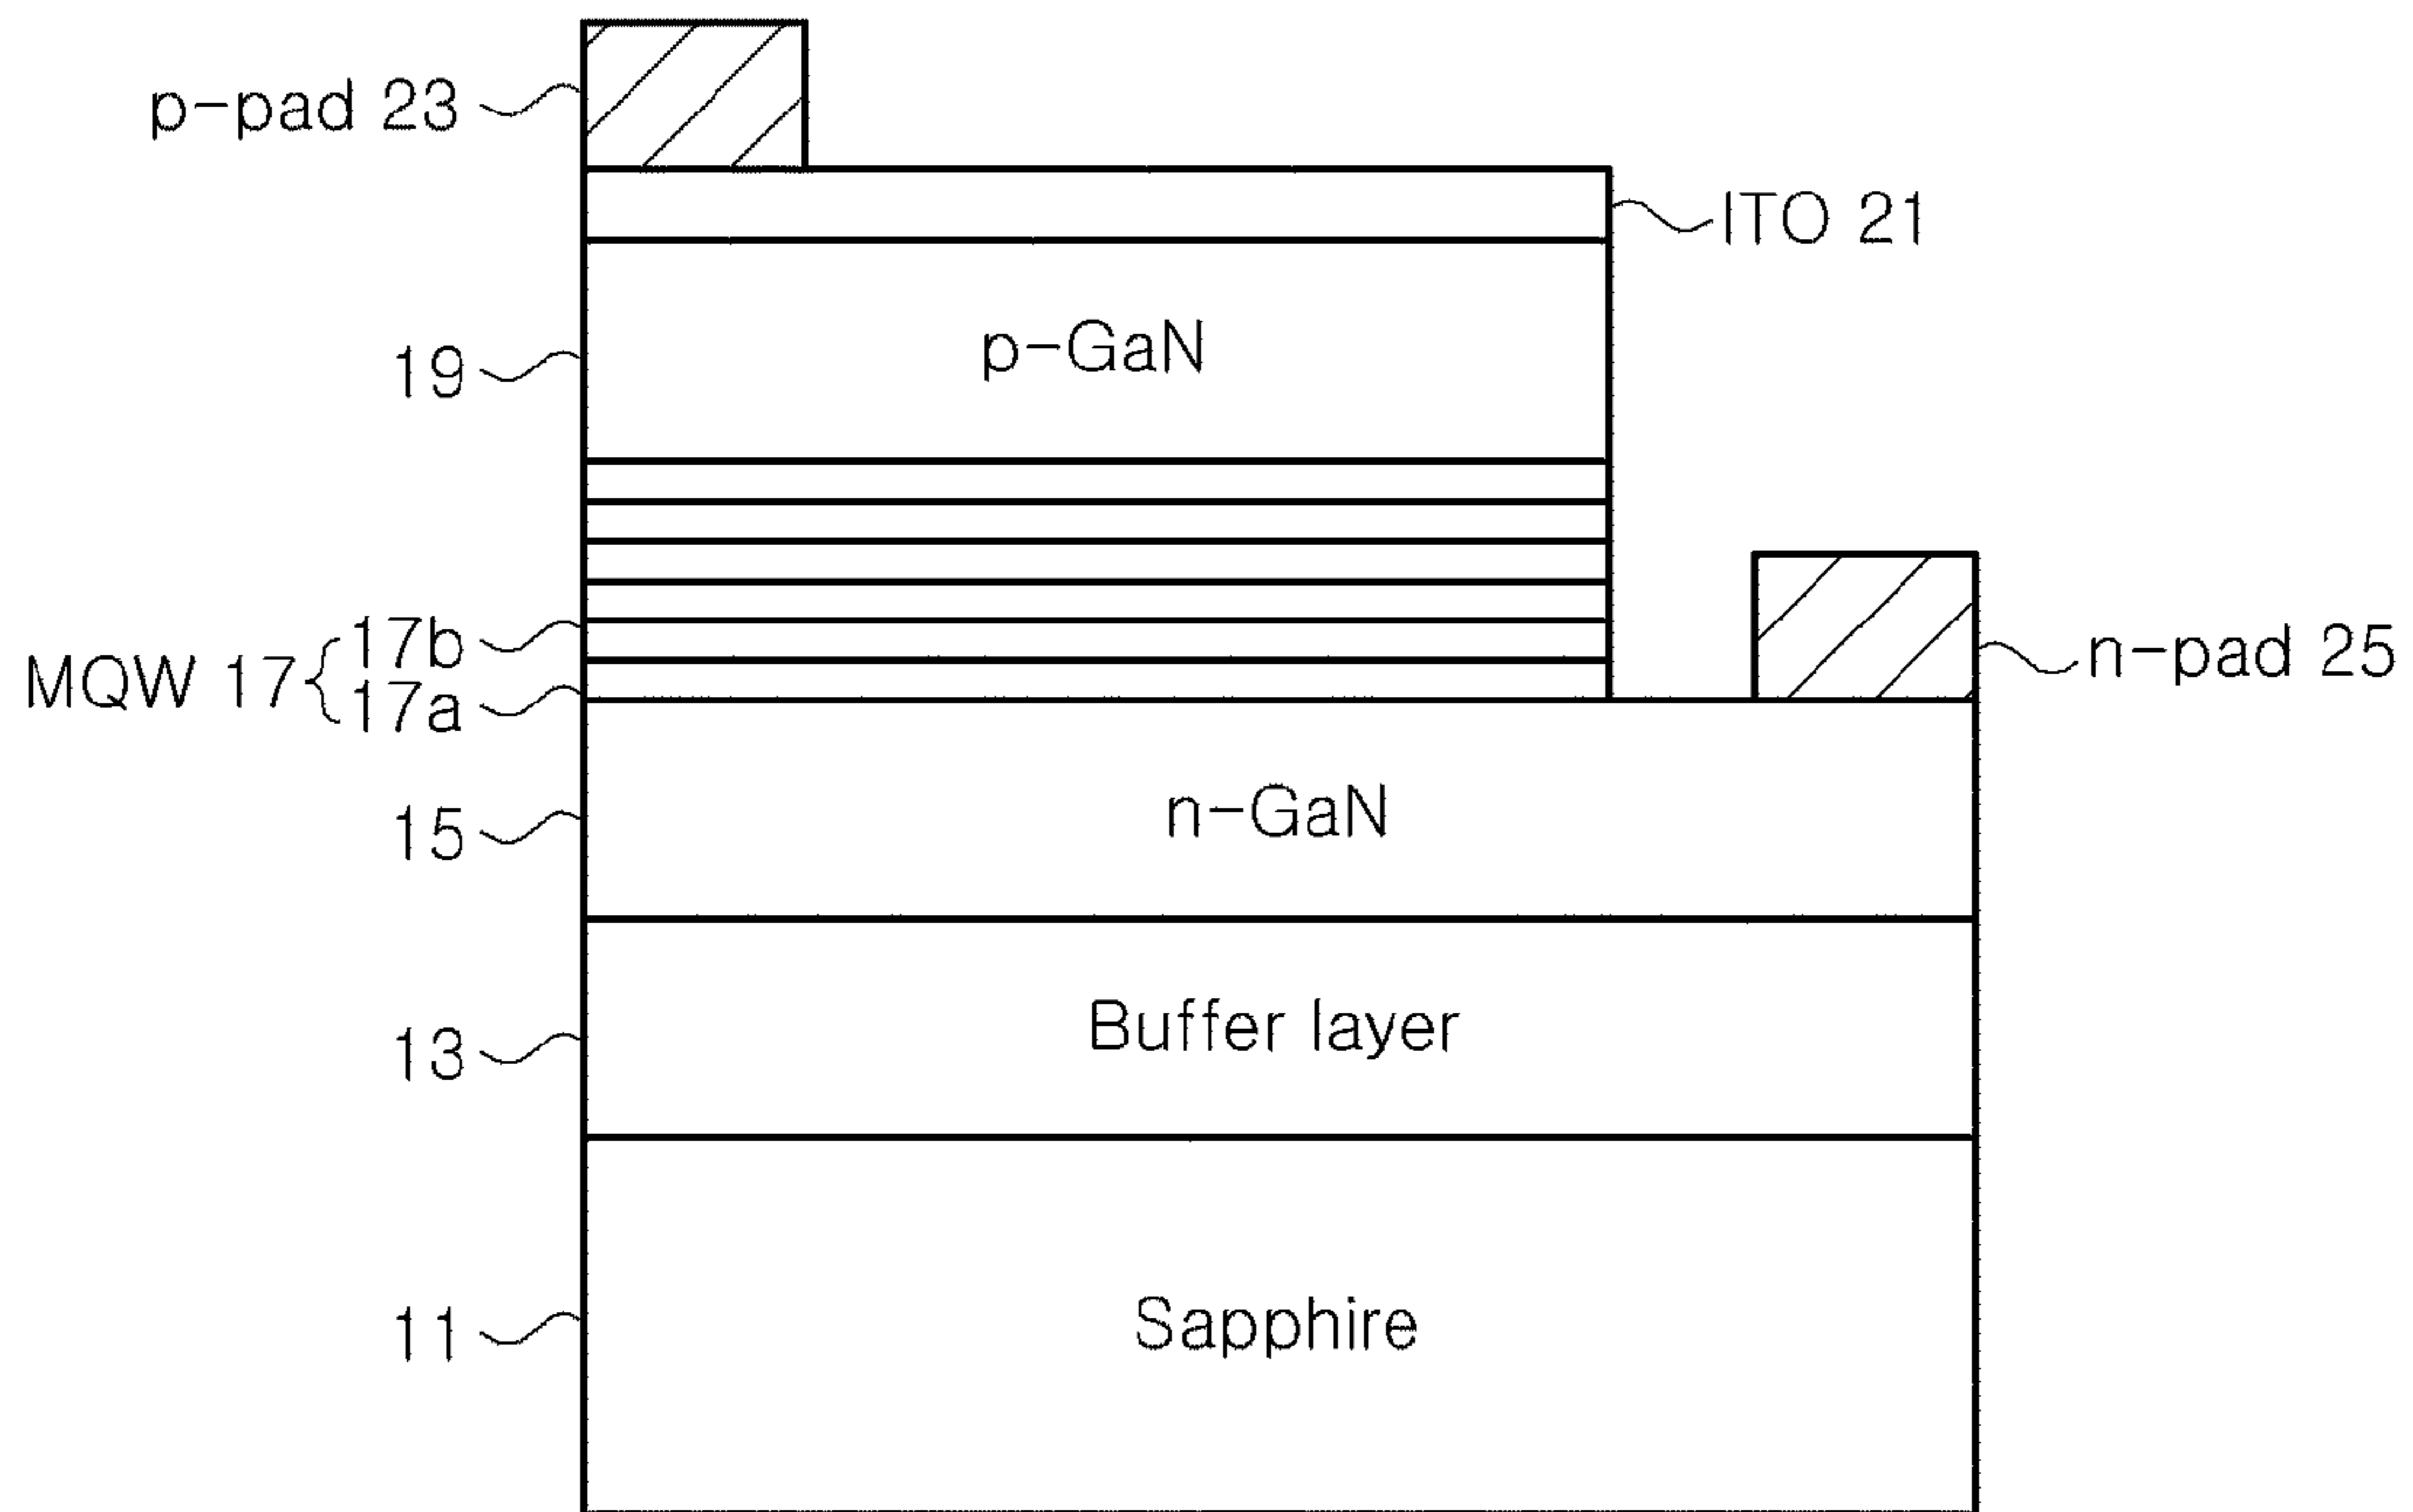 p-pad 23
ITO 21
p-GaN
19
17b
MQW 17
17a
n-pad 25
n-GaN
15
Buffer layer
13
Sapphire
11